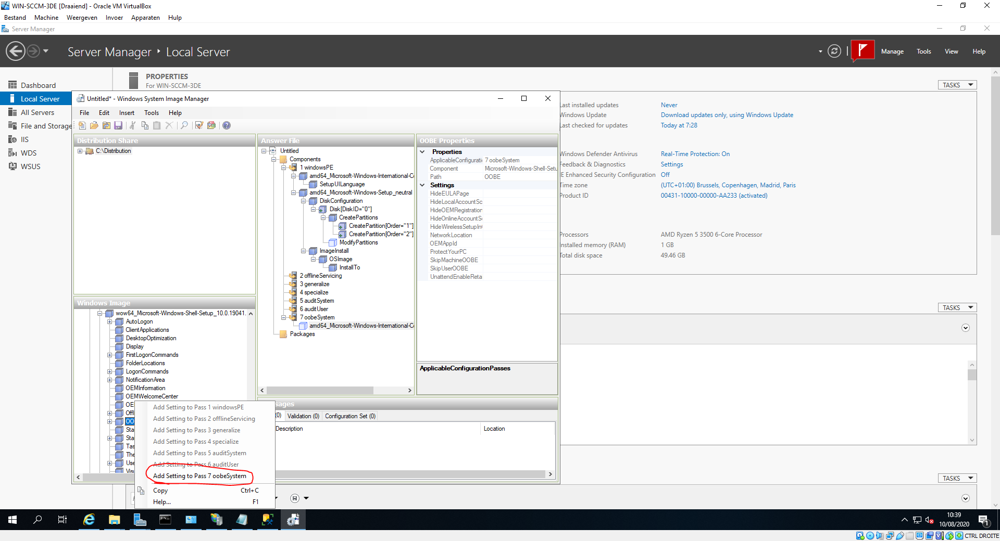 WIN-SCCM-3DE [Draaiend] - Oracle VM VirtualBox
Bestand Machine Weergeven Invoer Apparaten Hulp
Server Manager
Server Manager • Local Server
Manage Tools View Help
Dashboard
Local Server
All Servers
File and Storage
IIS
WDS
WSUS
PROPERTIES
For WIN-SCCM-3DE
TASKS
Last installed updates Never
Windows Update Download updates only, using Windows Update
Last checked for updates Today at 7:28
Windows Defender Antivirus Real-Time Protection: On
Feedback & Diagnostics Settings
IE Enhanced Security Configuration Off
Time zone (UTC+01:00) Brussels, Copenhagen, Madrid, Paris
Product ID 00431-10000-00000-AA233 (activated)
Processors AMD Ryzen 5 3500 6-Core Processor
Installed memory (RAM) 1 GB
Total disk space 49.46 GB
TASKS
TASKS
Untitled* - Windows System Image Manager
File Edit Insert Tools Help
Distribution Share
C:\Distribution
Windows Image
wow64_Microsoft-Windows-Shell-Setup_10.0.19041.
AutoLogon
ClientApplications
DesktopOptimization
Display
FirstLogonCommands
FolderLocations
LogonCommands
NotificationArea
OEMInformation
OEMWelcomeCenter
OE
Offl
OO
Sta
Sta
Tas
The
Use
Visu
Answer File
Untitled
Components
1 windowsPE
amd64_Microsoft-Windows-International-Co
SetupUILanguage
amd64_Microsoft-Windows-Setup_neutral
DiskConfiguration
Disk[DiskID="0"]
CreatePartitions
CreatePartition[Order="1"]
CreatePartition[Order="2"]
ModifyPartitions
ImageInstall
OSImage
InstallTo
2 offlineServicing
3 generalize
4 specialize
5 auditSystem
6 auditUser
7 oobeSystem
amd64_Microsoft-Windows-International-Co
Packages
OOBE Properties
Properties
ApplicableConfiguratio 7 oobeSystem
Component Microsoft-Windows-Shell-Setu
Path OOBE
Settings
HideEULAPage
HideLocalAccountSc
HideOEMRegistration
HideOnlineAccountSc
HideWirelessSetupIn
NetworkLocation
OEMAppId
ProtectYourPC
SkipMachineOOBE
SkipUserOOBE
UnattendEnableReta
ApplicableConfigurationPasses
sages
(0) Validation (0) Configuration Set (0)
Description Location
Add Setting to Pass 1 windowsPE
Add Setting to Pass 2 offlineServicing
Add Setting to Pass 3 generalize
Add Setting to Pass 4 specialize
Add Setting to Pass 5 auditSystem
Add Setting to Pass 6 auditUser
Add Setting to Pass 7 oobeSystem
Copy Ctrl+C
Help... F1
10:39
10/08/2020
1
CTRL DROITE